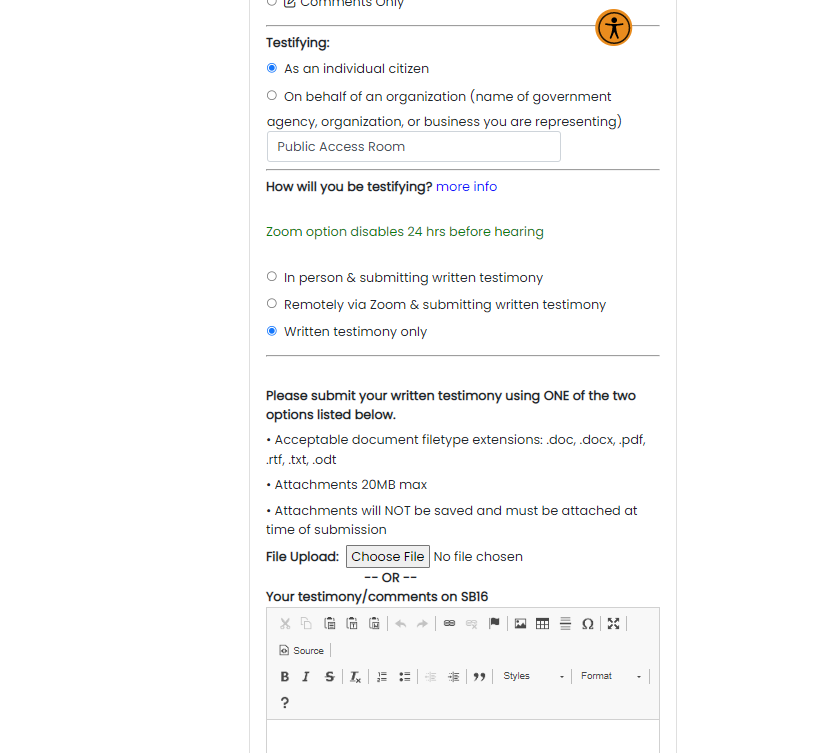 Comments Only
Testifying:
As an individual citizen
On behalf of an organization (name of government
agency, organization, or business you are representing)
Public Access Room
How will you be testifying? more info
Zoom option disables 24 hrs before hearing
In person & submitting written testimony
Remotely via Zoom & submitting written testimony
Written testimony only
Please submit your written testimony using ONE of the two
options listed below.
• Acceptable document filetype extensions: .doc, .docx, .pdf,
.rtf, .txt, .odt
• Attachments 20MB max
• Attachments will NOT be saved and must be attached at
time of submission
File Upload: Choose File No file chosen
-- OR --
Your testimony/comments on SB16
Source
B I S Styles Format
?